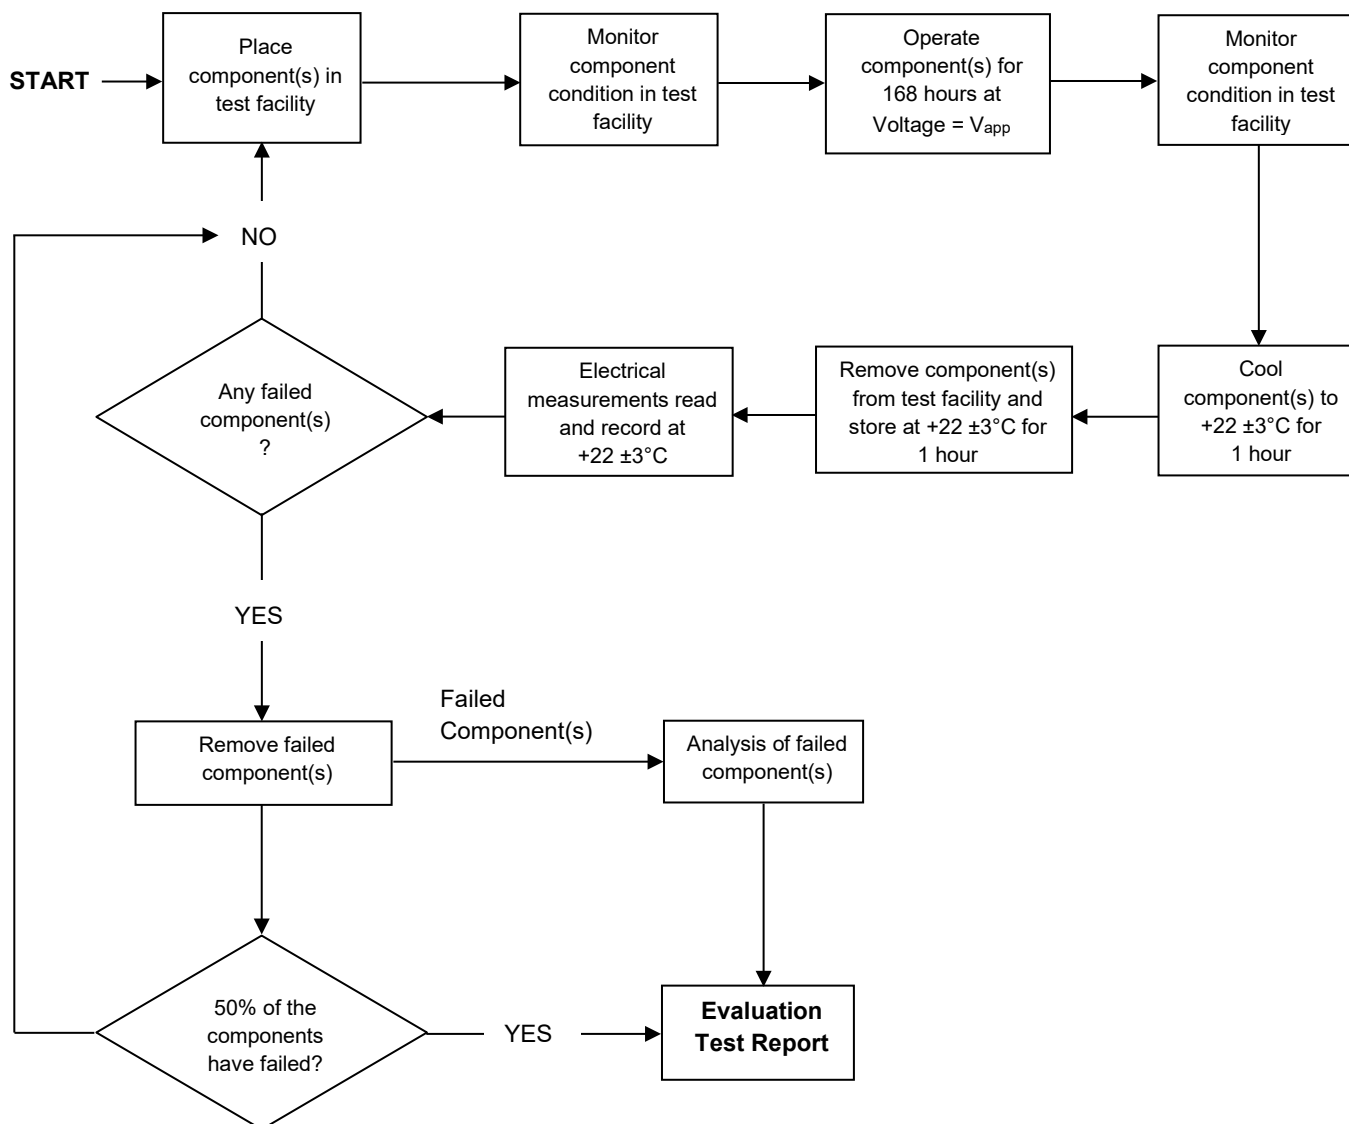 START
Place
component(s) in
test facility
Monitor
component
condition in test
facility
Operate
component(s) for
168 hours at
Voltage = Vapp
Monitor
component
condition in test
facility
Cool
component(s) to
+22 ±3°C for
1 hour
Remove component(s)
from test facility and
store at +22 ±3°C for
1 hour
Electrical
measurements read
and record at
+22 ±3°C
Any failed
component(s)
?
NO
YES
Remove failed
component(s)
Failed
Component(s)
Analysis of failed
component(s)
50% of the
components
have failed?
YES
Evaluation
Test Report